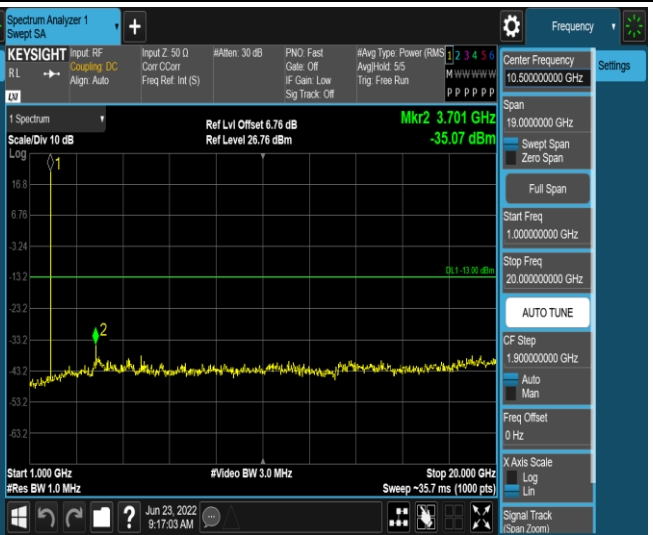 Spectrum Analyzer 1
Swept SA
+
Frequency
KEYSIGHT
RL
LXI
Input: RF
Coupling: DC
Align: Auto
Input Z: 50 Ω
Corr CCorr
Freq Ref: Int (S)
#Atten: 30 dB
PNO: Fast
Gate: Off
IF Gain: Low
Sig Track: Off
#Avg Type: Power (RMS
Avg|Hold: 5/5
Trig: Free Run
1 2 3 4 5 6
M W W W W W
P P P P P P
1 Spectrum
Scale/Div 10 dB
Log
Ref Lvl Offset 6.76 dB
Ref Level 26.76 dBm
Mkr2 3.701 GHz
-35.07 dBm
1
16.8
6.76
-3.24
-13.2
DL1 -13.00 dBm
-23.2
2
-33.2
-43.2
-53.2
-63.2
Start 1.000 GHz
#Res BW 1.0 MHz
#Video BW 3.0 MHz
Stop 20.000 GHz
Sweep ~35.7 ms (1000 pts)
?
Jun 23, 2022
9:17:03 AM
Settings
Center Frequency
10.500000000 GHz
Span
19.0000000 GHz
Swept Span
Zero Span
Full Span
Start Freq
1.000000000 GHz
Stop Freq
20.000000000 GHz
AUTO TUNE
CF Step
1.900000000 GHz
Auto
Man
Freq Offset
0 Hz
X Axis Scale
Log
Lin
Signal Track
(Span Zoom)